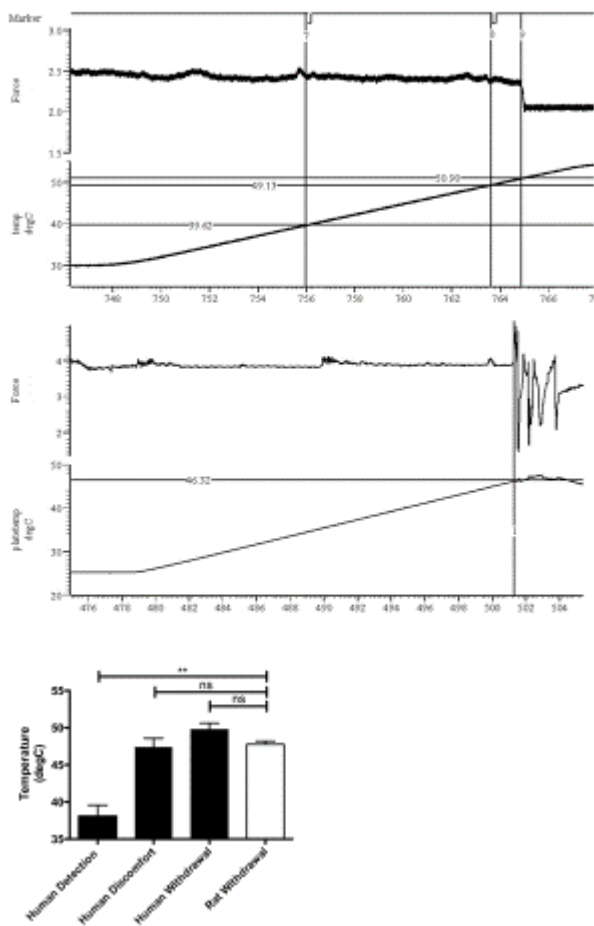 Marker
7 8 9
3.0
Force
2.5
2.0
1.5
50.90
49.13
50
temp degC
40
39.62
30
748 750 752 754 756 758 760 762 764 766
Force
4
3
2
50
46.32
platetemp degC
40
30
20
476 478 480 482 484 486 488 490 492 494 496 498 500 502 504
**
ns
ns
Temperature (degC)
55
50
45
40
35
Human Detection
Human Discomfort
Human Withdrawal
Rat Withdrawal